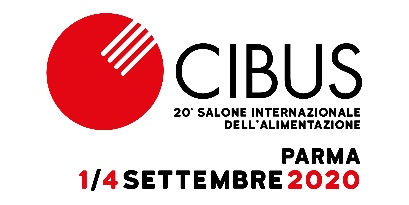 CIBUS
20° SALONE INTERNAZIONALE
DELL'ALIMENTAZIONE
PARMA
1/4 SETTEMBRE 2020